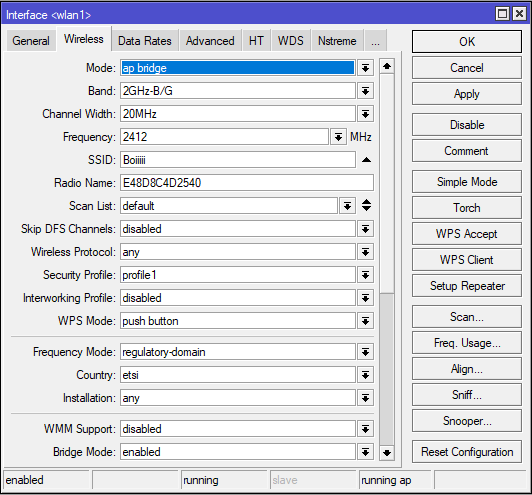 Interface <wlan1>
General Wireless Data Rates Advanced HT WDS Nstreme ...
Mode: ap bridge
Band: 2GHz-B/G
Channel Width: 20MHz
Frequency: 2412 MHz
SSID: Boiiiii
Radio Name: E48D8C4D2540
Scan List: default
Skip DFS Channels: disabled
Wireless Protocol: any
Security Profile: profile1
Interworking Profile: disabled
WPS Mode: push button
Frequency Mode: regulatory-domain
Country: etsi
Installation: any
WMM Support: disabled
Bridge Mode: enabled
OK
Cancel
Apply
Disable
Comment
Simple Mode
Torch
WPS Accept
WPS Client
Setup Repeater
Scan...
Freq. Usage...
Align...
Sniff...
Snooper...
Reset Configuration
enabled running slave running ap